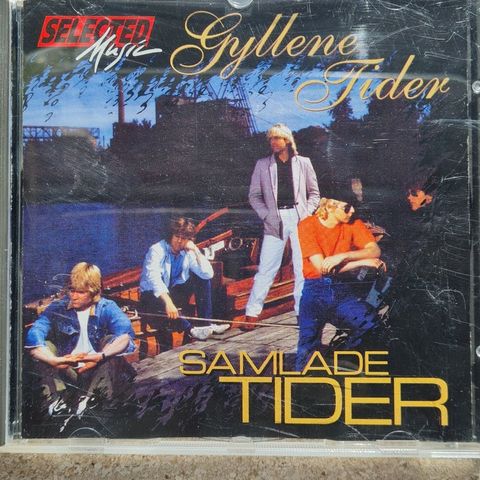 SELECTED
Music
Gyllene
Tider
SAMLADE
TIDER